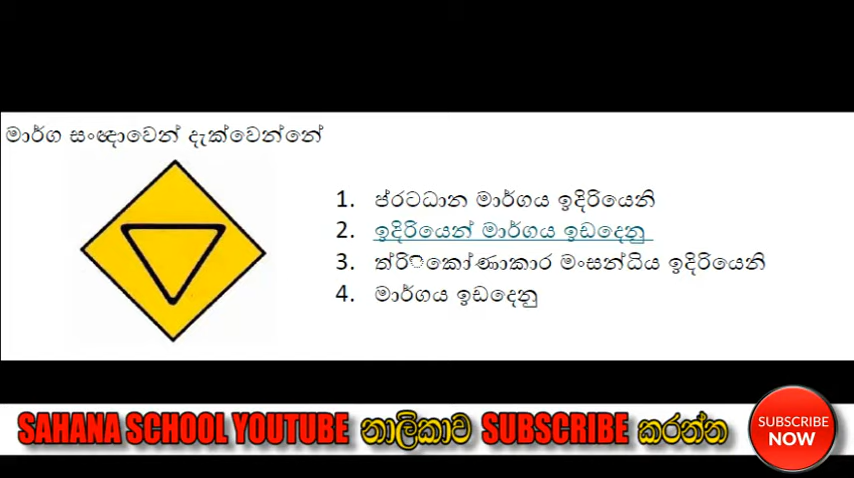 මාර්ග සංඥාවෙන් දැක්වෙන්නේ
1. ප්රටධාන මාර්ගය ඉදිරියෙනි
2. ඉදිරියෙන් මාර්ගය ඉඩදෙනු
3. ත්රිිකෝණාකාර මංසන්ධිය ඉදිරියෙනි
4. මාර්ගය ඉඩදෙනු
SAHANA SCHOOL YOUTUBE නාලිකාව SUBSCRIBE කරන්න
SUBSCRIBE
NOW